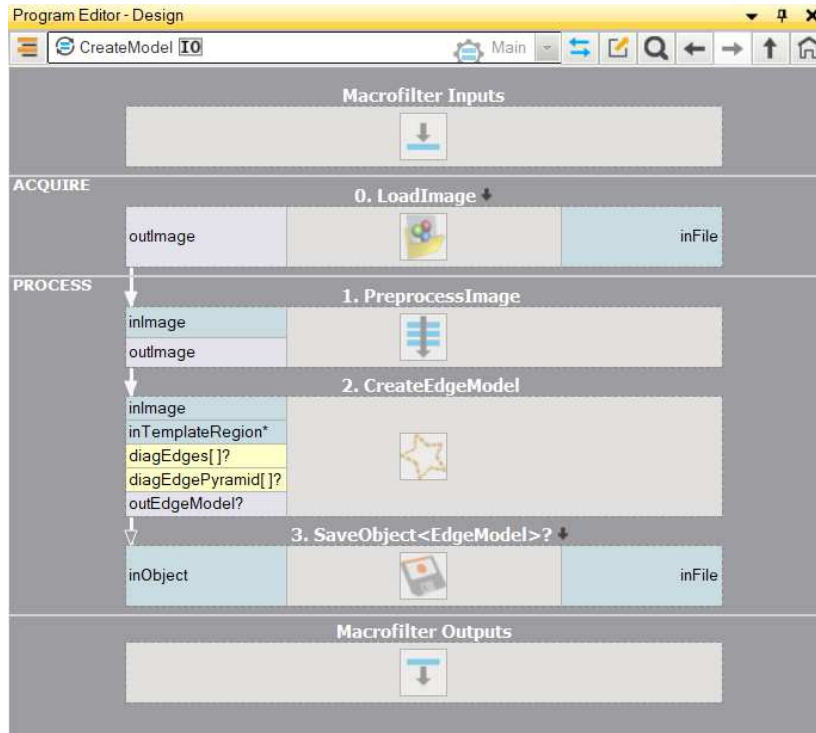 Program Editor - Design
CreateModel IO
Main
Macrofilter Inputs
ACQUIRE
0. LoadImage
outImage
inFile
PROCESS
1. PreprocessImage
inImage
outImage
2. CreateEdgeModel
inImage
inTemplateRegion*
diagEdges[]?
diagEdgePyramid[]?
outEdgeModel?
3. SaveObject<EdgeModel>?
inObject
inFile
Macrofilter Outputs